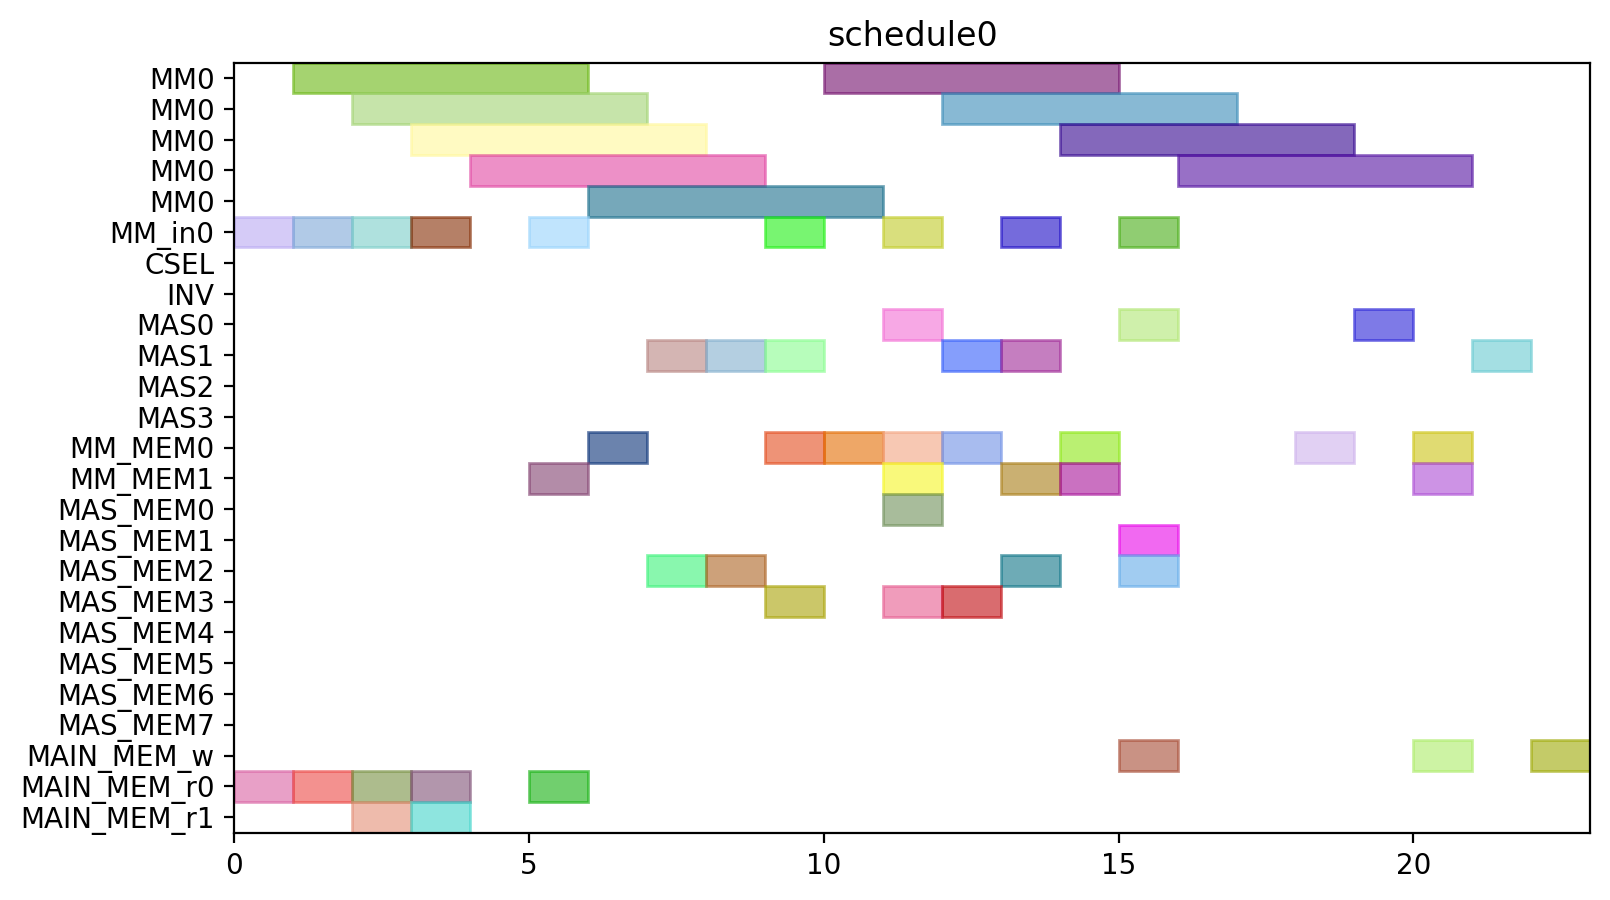 schedule0
MM0
MM0
MM0
MM0
MM0
MM_in0
CSEL
INV
MAS0
MAS1
MAS2
MAS3
MM_MEM0
MM_MEM1
MAS_MEM0
MAS_MEM1
MAS_MEM2
MAS_MEM3
MAS_MEM4
MAS_MEM5
MAS_MEM6
MAS_MEM7
MAIN_MEM_w
MAIN_MEM_r0
MAIN_MEM_r1
0 5 10 15 20